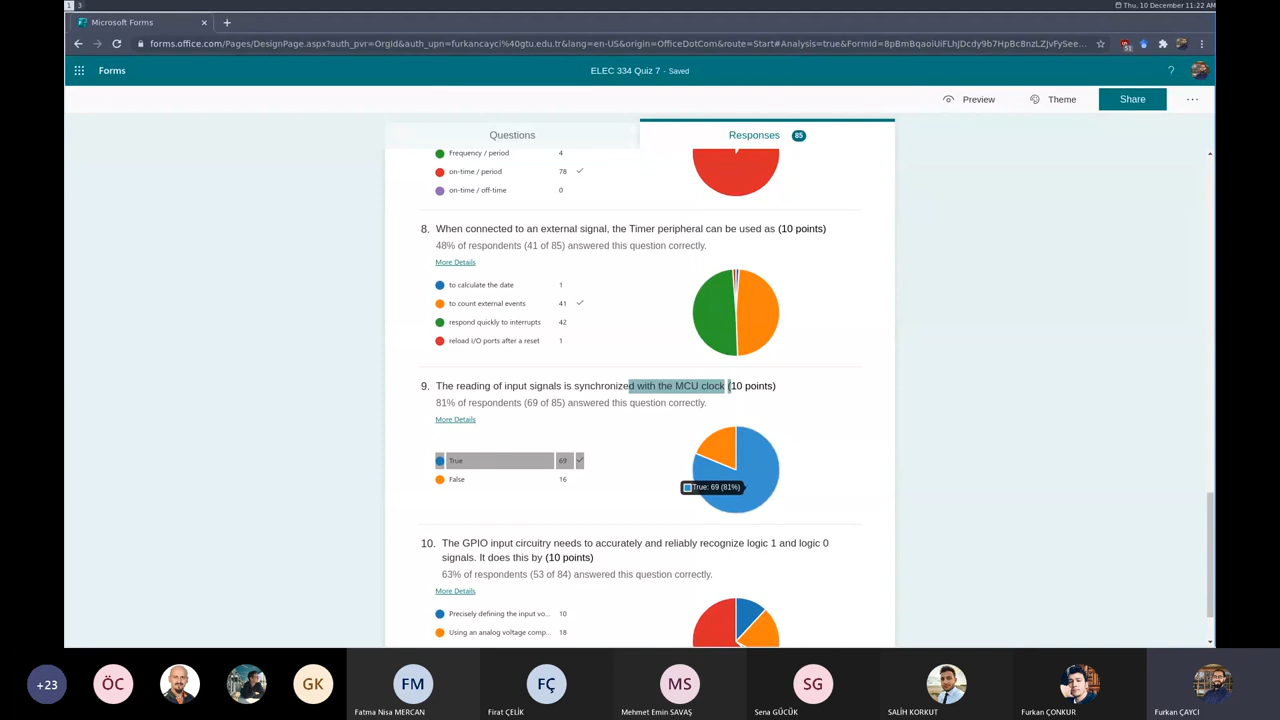 1 3
Thu, 10 December 11:22 AM
Microsoft Forms
forms.office.com/Pages/DesignPage.aspx?auth_pvr=OrgId&auth_upn=furkancayci%40gtu.edu.tr&lang=en-US&origin=OfficeDotCom&route=Start#Analysis=true&FormId=
51
Forms
ELEC 334 Quiz 7 - Saved
?
Preview
Theme
Share
Questions
Responses 85
Frequency / period 4
on-time / period 78
on-time / off-time 0
8. When connected to an external signal, the Timer peripheral can be used as (10 points)
48% of respondents (41 of 85) answered this question correctly.
More Details
to calculate the date 1
to count external events 41
respond quickly to interrupts 42
reload I/O ports after a reset 1
9. The reading of input signals is synchronized with the MCU clock (10 points)
81% of respondents (69 of 85) answered this question correctly.
More Details
True 69
False 16
True: 69 (81%)
10. The GPIO input circuitry needs to accurately and reliably recognize logic 1 and logic 0
signals. It does this by (10 points)
63% of respondents (53 of 84) answered this question correctly.
More Details
Precisely defining the input vo... 10
Using an analog voltage comp... 18
+23
ÖC
GK
FM
FÇ
MS
SG
Fatma Nisa MERCAN
Firat ÇELİK
Mehmet Emin SAVAŞ
Sena GÜCÜK
SALİH KORKUT
Furkan ÇONKUR
Furkan ÇAYCI